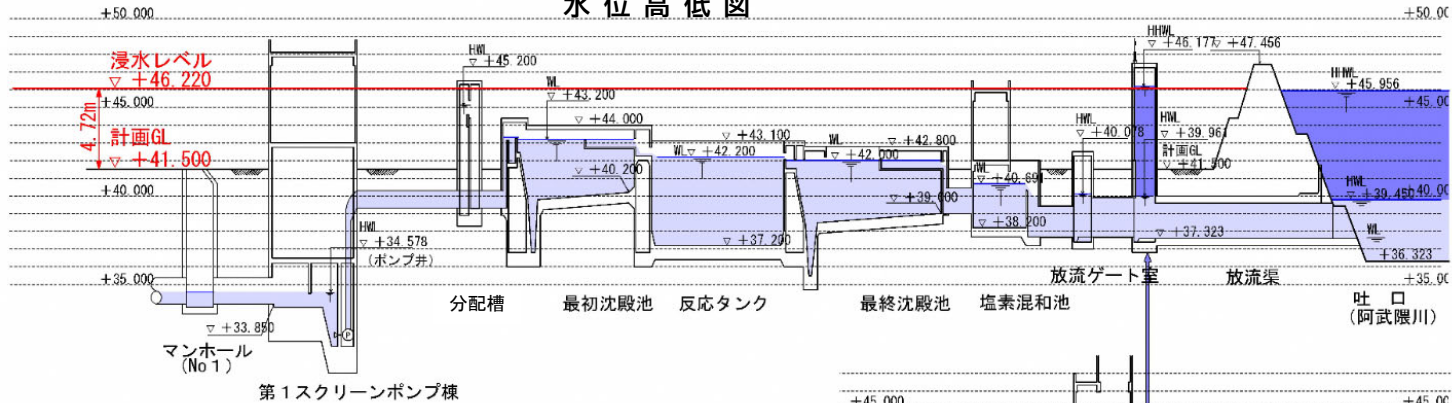 水位高低図
+50.000
+50.00
HHWL
▽ +46.177
▽ +47.456
HWL
▽ +45.200
浸水レベル
▽ +46.220
WL
▽ +43.200
HHWL
▽ +45.956
+45.000
+45.00
4.72m
▽ +44.000
計画GL
▽ +41.500
▽ +43.100
WL ▽ +42.200
WL
▽ +42.000
▽ +42.800
HWL
▽ +40.078
HWL
▽ +39.961
計画GL
▽ +41.500
▽ +40.200
WL
▽ +40.691
+40.000
HWL
▽ +39.450
+40.00
▽ +38.200
HWL
▽ +34.578
(ポンプ井)
▽ +37.200
▽ +37.323
WL
▽ +36.323
+35.000
+35.00
▽ +33.850
マンホール
(No1)
第1スクリーンポンプ棟
分配槽
最初沈殿池
反応タンク
最終沈殿池
塩素混和池
放流ゲート室
放流渠
吐口
(阿武隈川)
P
+45.000
+45.00